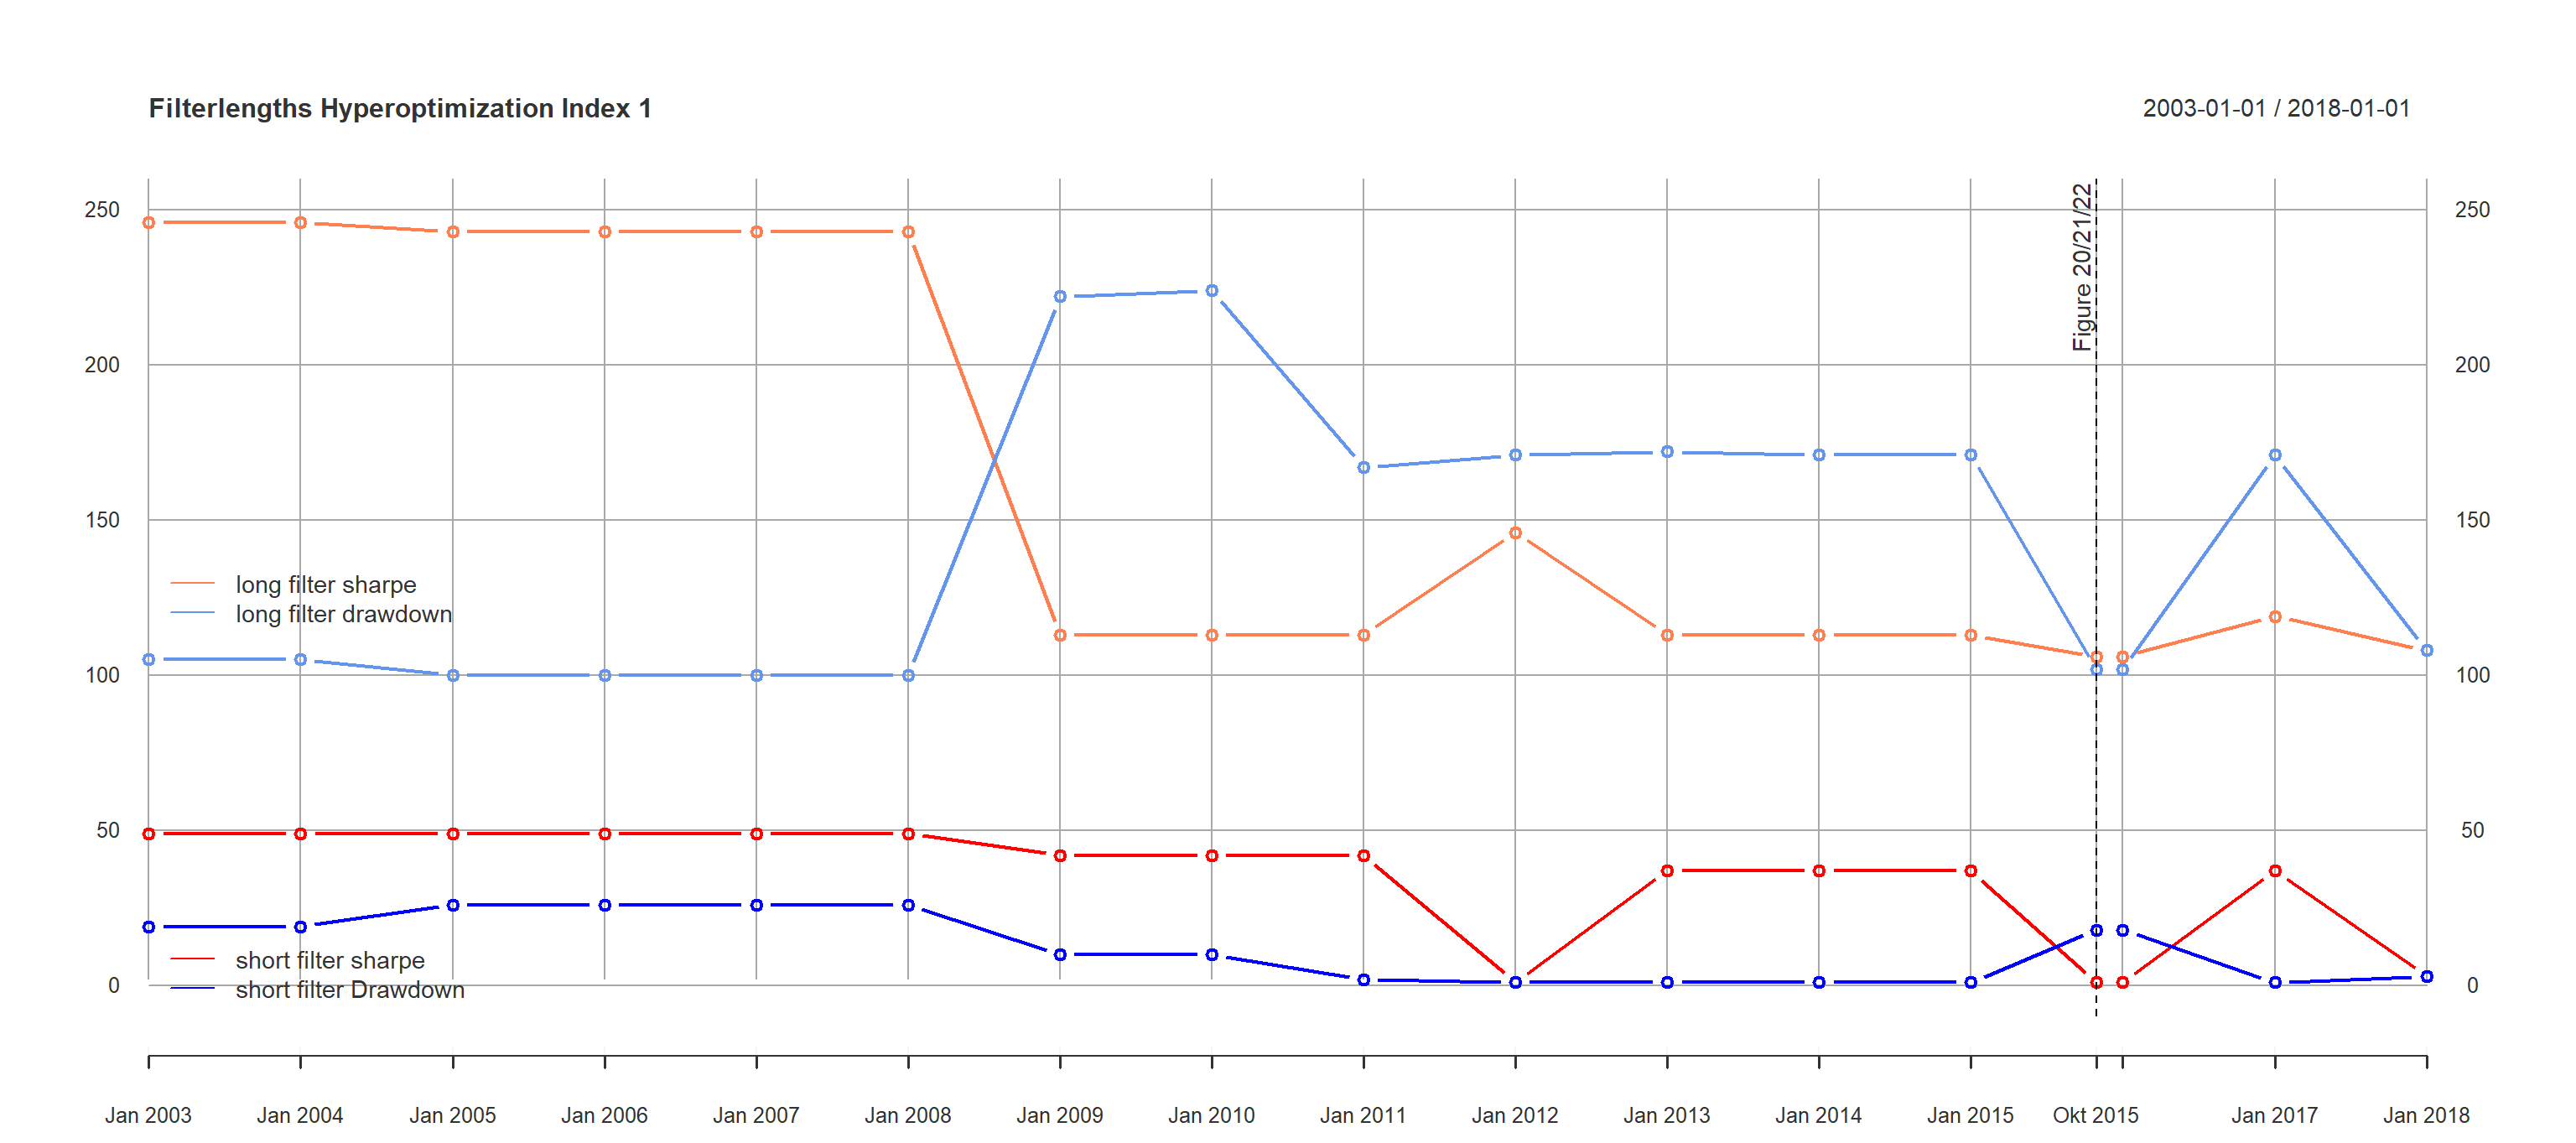 Filterlengths Hyperoptimization Index 1
2003-01-01 / 2018-01-01
250
200
150
100
50
0
250
200
150
100
50
0
Figure 20/21/22
long filter sharpe
long filter drawdown
short filter sharpe
short filter Drawdown
Jan 2003
Jan 2004
Jan 2005
Jan 2006
Jan 2007
Jan 2008
Jan 2009
Jan 2010
Jan 2011
Jan 2012
Jan 2013
Jan 2014
Jan 2015
Okt 2015
Jan 2017
Jan 2018